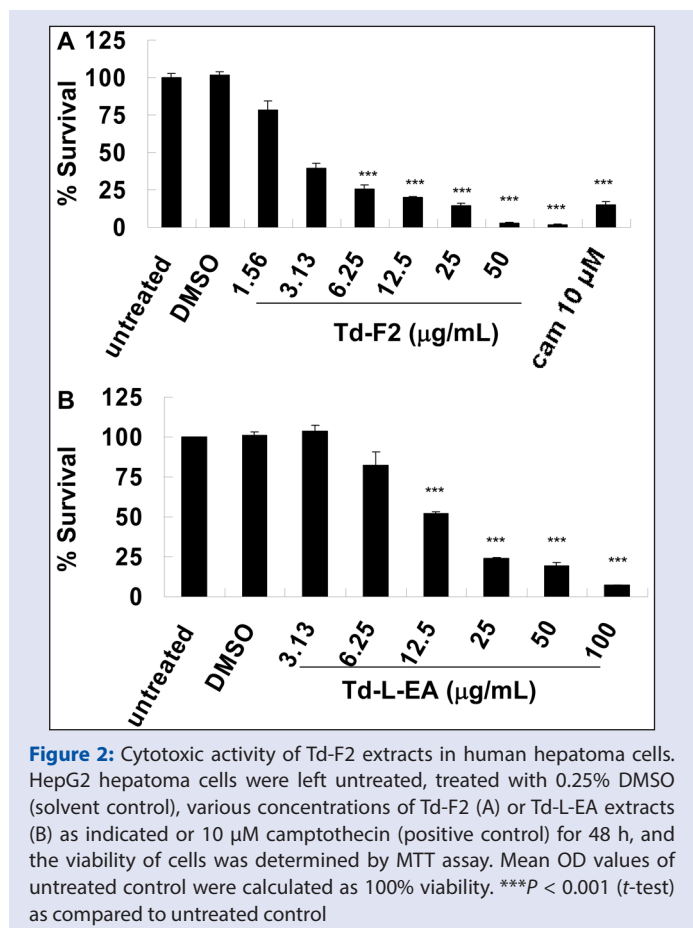 A
125
100
75
50
25
0
% Survival
*** *** *** *** *** ***
untreated DMSO 1.56 3.13 6.25 12.5 25 50 cam 10 µM
Td-F2 (µg/mL)
B
125
100
75
50
25
0
% Survival
*** *** *** ***
untreated DMSO 3.13 6.25 12.5 25 50 100
Td-L-EA (µg/mL)
Figure 2: Cytotoxic activity of Td-F2 extracts in human hepatoma cells.
HepG2 hepatoma cells were left untreated, treated with 0.25% DMSO
(solvent control), various concentrations of Td-F2 (A) or Td-L-EA extracts
(B) as indicated or 10 µM camptothecin (positive control) for 48 h, and
the viability of cells was determined by MTT assay. Mean OD values of
untreated control were calculated as 100% viability. ***P < 0.001 (t-test)
as compared to untreated control